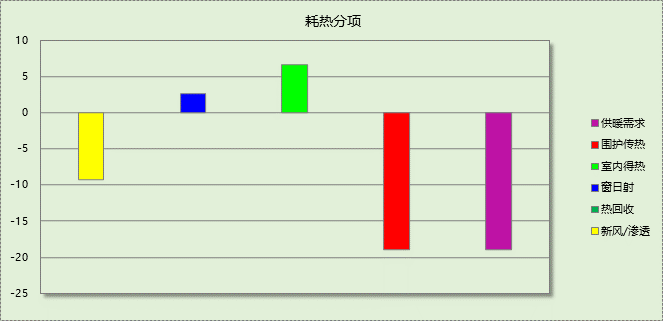 耗热分项
10
5
0
-5
-10
-15
-20
-25
供暖需求
围护传热
室内得热
窗日射
热回收
新风/渗透